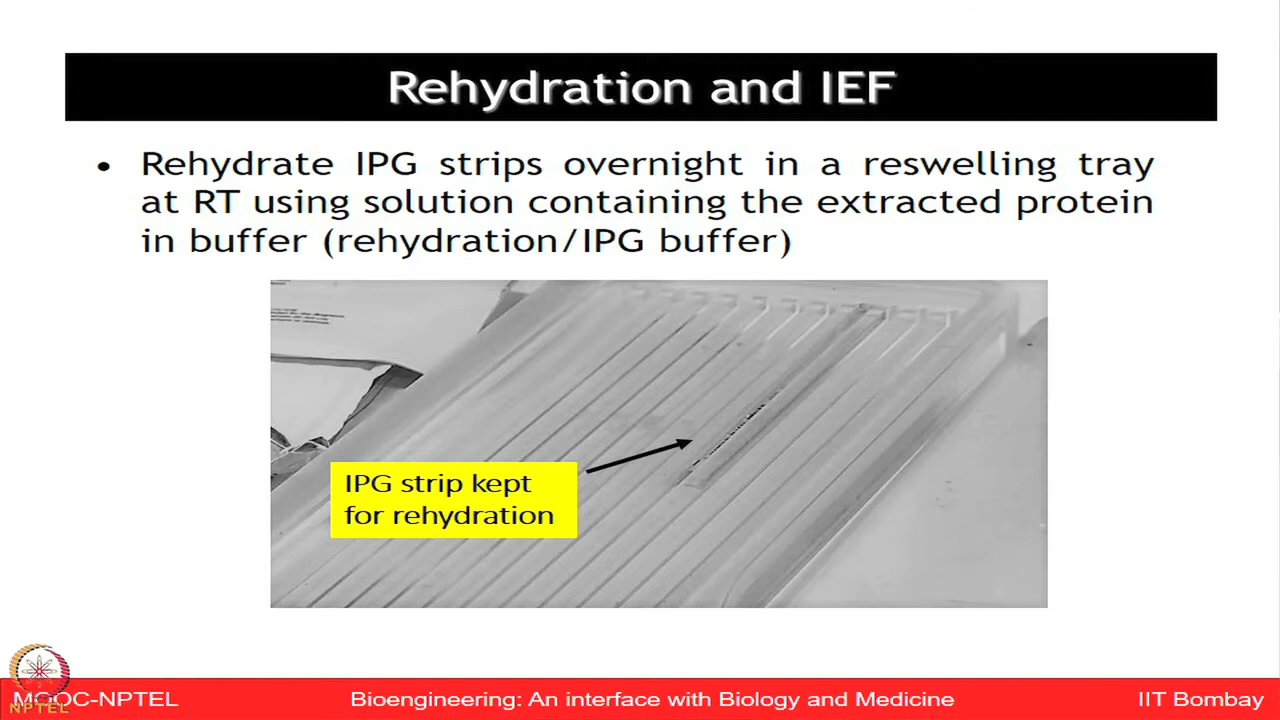 Rehydration and IEF
• Rehydrate IPG strips overnight in a reswelling tray
at RT using solution containing the extracted protein
in buffer (rehydration/IPG buffer)
IPG strip kept
for rehydration
MOOC-NPTEL
NPTEL
Bioengineering: An interface with Biology and Medicine
IIT Bombay